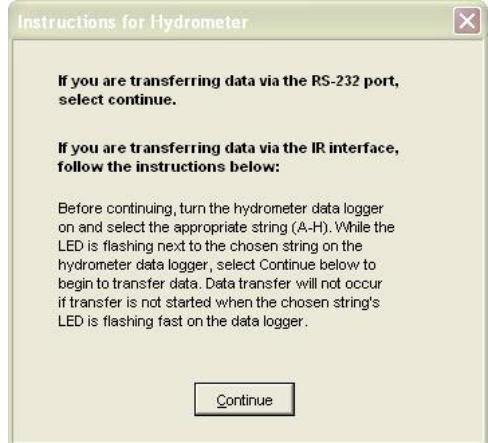 Instructions for Hydrometer
If you are transferring data via the RS-232 port,
select continue.
If you are transferring data via the IR interface,
follow the instructions below:
Before continuing, turn the hydrometer data logger
on and select the appropriate string (A-H). While the
LED is flashing next to the chosen string on the
hydrometer data logger, select Continue below to
begin to transfer data. Data transfer will not occur
if transfer is not started when the chosen string's
LED is flashing fast on the data logger.
Continue